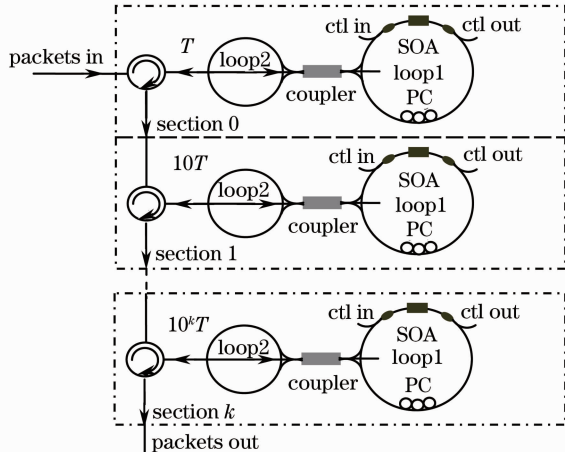 ctl in
ctl out
packets in
T
SOA
loop2
loop1
coupler
PC
section 0
ctl in
ctl out
10T
SOA
loop2
loop1
coupler
PC
section 1
ctl in
ctl out
10^kT
SOA
loop2
loop1
coupler
PC
section k
packets out